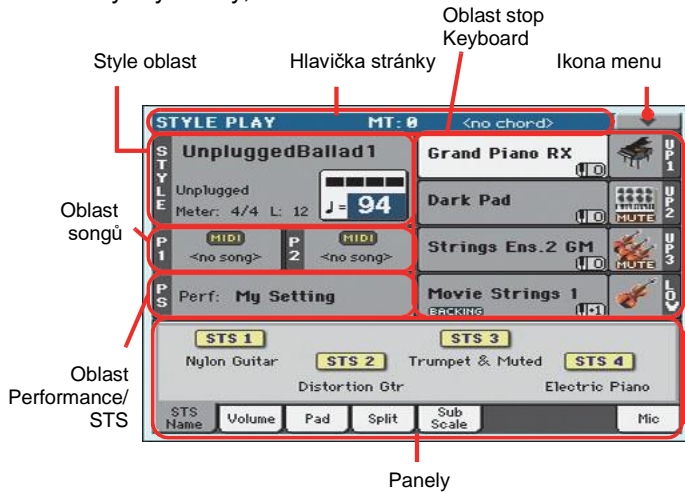 Oblast stop
Keyboard
Style oblast
Hlavička stránky
Ikona menu
STYLE PLAY MT: 0 <no chord>
STYLE
UnpluggedBallad1
Unplugged
Meter: 4/4 L: 12
♩= 94
Grand Piano RX
0
UP1
Dark Pad
0
MUTE
UP2
Strings Ens.2 GM
0
MUTE
UP3
Movie Strings 1
BACKING
+1
LOW
Oblast
songů
P1
MIDI
<no song>
P2
MIDI
<no song>
PS
Perf: My Setting
Oblast
Performance/
STS
STS 1
Nylon Guitar
STS 2
Distortion Gtr
STS 3
Trumpet & Muted
STS 4
Electric Piano
STS Name
Volume
Pad
Split
Sub Scale
Mic
Panely